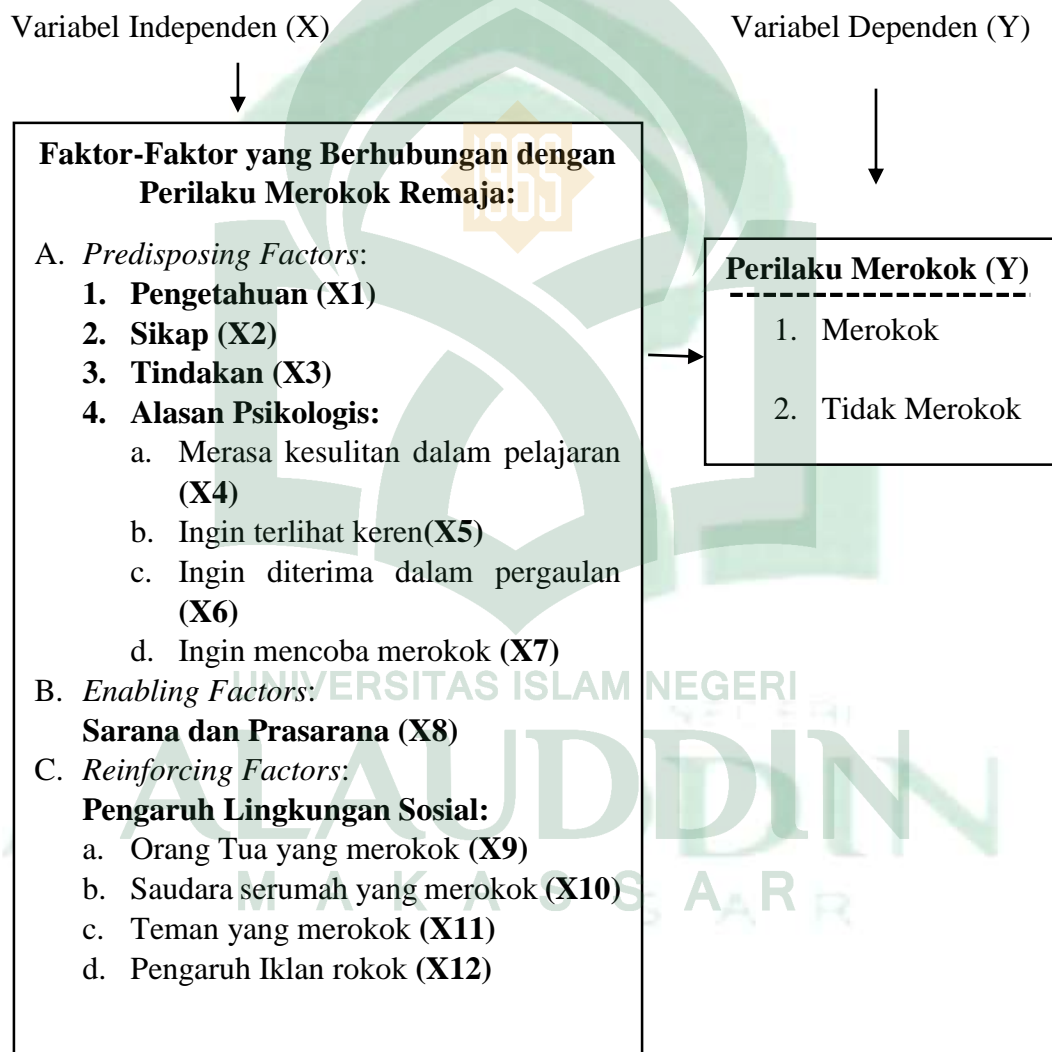 Variabel Independen (X)
Variabel Dependen (Y)
Faktor-Faktor yang Berhubungan dengan
Perilaku Merokok Remaja:
A. Predisposing Factors:
1. Pengetahuan (X1)
2. Sikap (X2)
3. Tindakan (X3)
4. Alasan Psikologis:
a. Merasa kesulitan dalam pelajaran
(X4)
b. Ingin terlihat keren(X5)
c. Ingin diterima dalam pergaulan
(X6)
d. Ingin mencoba merokok (X7)
B. Enabling Factors:
Sarana dan Prasarana (X8)
C. Reinforcing Factors:
Pengaruh Lingkungan Sosial:
a. Orang Tua yang merokok (X9)
b. Saudara serumah yang merokok (X10)
c. Teman yang merokok (X11)
d. Pengaruh Iklan rokok (X12)
Perilaku Merokok (Y)
1. Merokok
2. Tidak Merokok
1965
UNIVERSITAS ISLAM NEGERI
ALAUDDIN
MAKASSAR